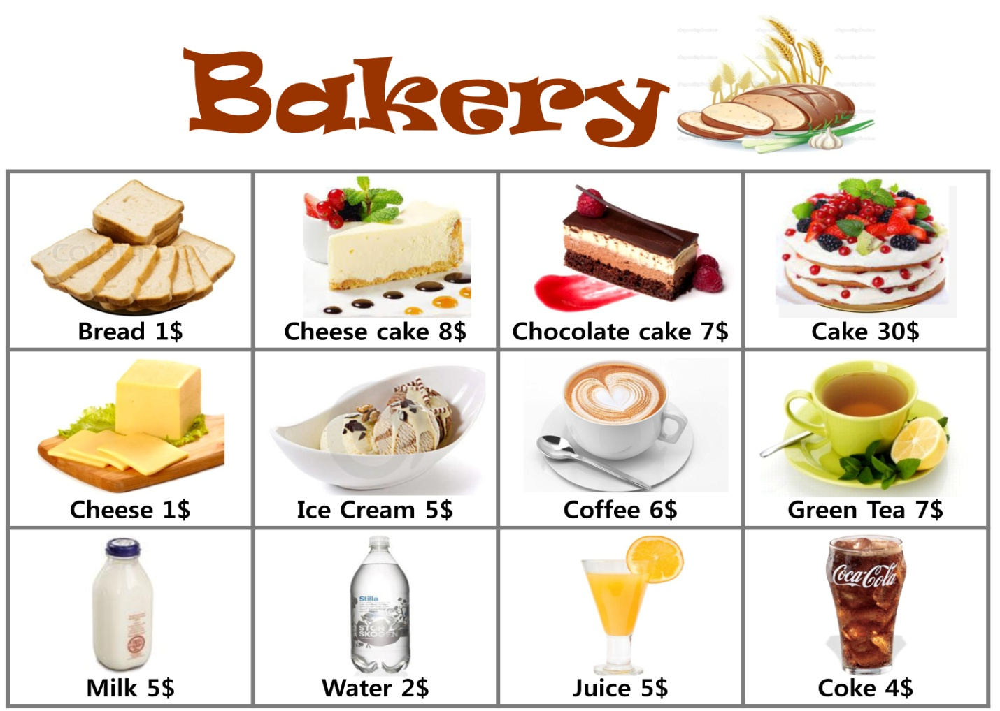 Bakery
Bread 1$
Cheese cake 8$
Chocolate cake 7$
Cake 30$
Cheese 1$
Ice Cream 5$
Coffee 6$
Green Tea 7$
Stilla
STOR
SKOGEN
Coca-Cola
Milk 5$
Water 2$
Juice 5$
Coke 4$